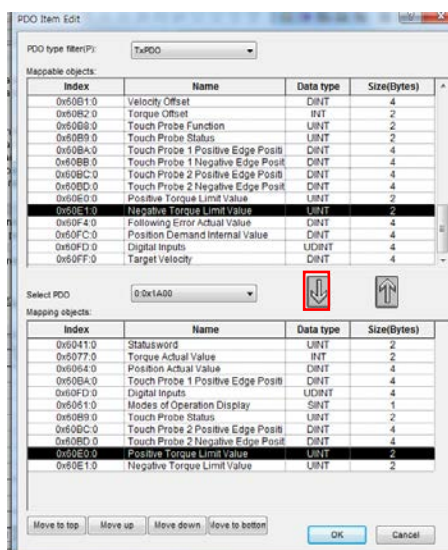 PDO Item Edit
PDO type filter(P): TxPDO
Mappable objects:
Index Name Data type Size(Bytes)
0x60B1:0 Velocity Offset DINT 4
0x60B2:0 Torque Offset INT 2
0x60B8:0 Touch Probe Function UINT 2
0x60B9:0 Touch Probe Status UINT 2
0x60BA:0 Touch Probe 1 Positive Edge Positi DINT 4
0x60BB:0 Touch Probe 1 Negative Edge Posit DINT 4
0x60BC:0 Touch Probe 2 Positive Edge Positi DINT 4
0x60BD:0 Touch Probe 2 Negative Edge Posit DINT 4
0x60E0:0 Positive Torque Limit Value UINT 2
0x60E1:0 Negative Torque Limit Value UINT 2
0x60F4:0 Following Error Actual Value DINT 4
0x60FC:0 Position Demand Internal Value DINT 4
0x60FD:0 Digital Inputs UDINT 4
0x60FF:0 Target Velocity DINT 4
Select PDO 0:0x1A00
Mapping objects:
Index Name Data type Size(Bytes)
0x6041:0 Statusword UINT 2
0x6077:0 Torque Actual Value INT 2
0x6064:0 Position Actual Value DINT 4
0x60BA:0 Touch Probe 1 Positive Edge Positi DINT 4
0x60FD:0 Digital Inputs UDINT 4
0x6061:0 Modes of Operation Display SINT 1
0x60B9:0 Touch Probe Status UINT 2
0x60BC:0 Touch Probe 2 Positive Edge Positi DINT 4
0x60BD:0 Touch Probe 2 Negative Edge Posit DINT 4
0x60E0:0 Positive Torque Limit Value UINT 2
0x60E1:0 Negative Torque Limit Value UINT 2
Move to top Move up Move down Move to botton
OK Cancel